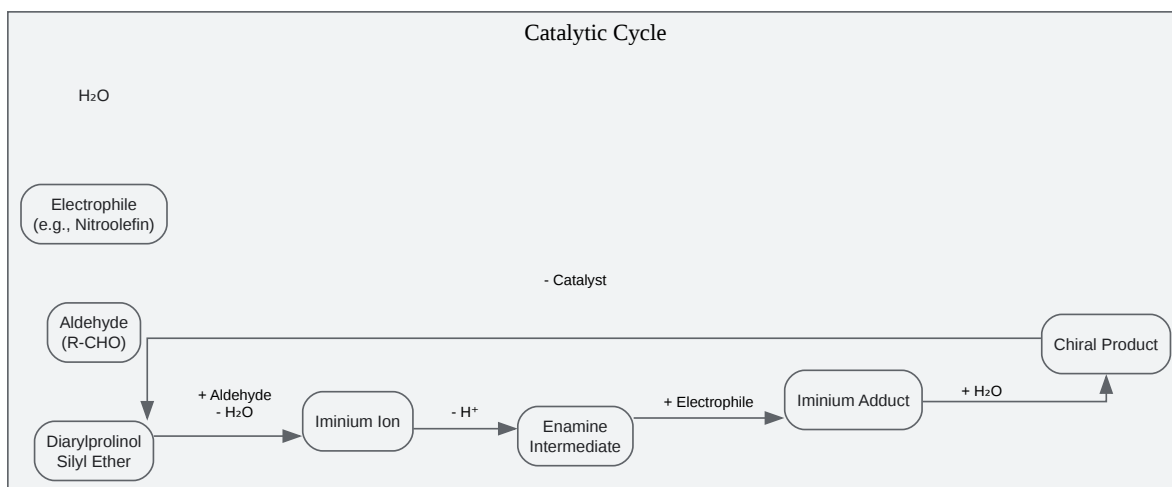 Catalytic Cycle
H₂O
Electrophile
(e.g., Nitroolefin)
- Catalyst
Aldehyde
(R-CHO)
Chiral Product
+ Aldehyde
- H₂O
Iminium Ion
- H⁺
Enamine
Intermediate
+ Electrophile
Iminium Adduct
+ H₂O
Diarylprolinol
Silyl Ether